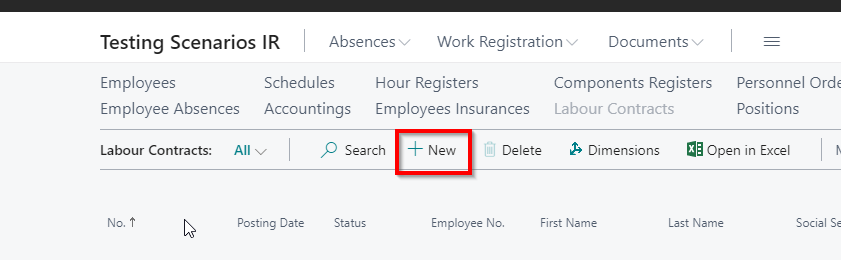 Testing Scenarios IR Absences Work Registration Documents
Employees Schedules Hour Registers Components Registers Personnel Orde
Employee Absences Accountings Employees Insurances Labour Contracts Positions
Labour Contracts: All Search New Delete Dimensions Open in Excel
No. ↑ Posting Date Status Employee No. First Name Last Name Social Se